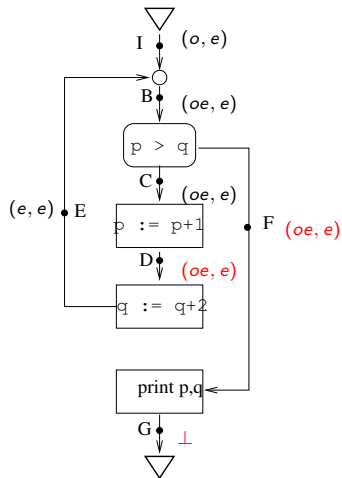 I (o, e)
B
(oe, e)
p > q
C (oe, e)
(e, e) E
p := p+1
F (oe, e)
D
(oe, e)
q := q+2
print p,q
G
⊥